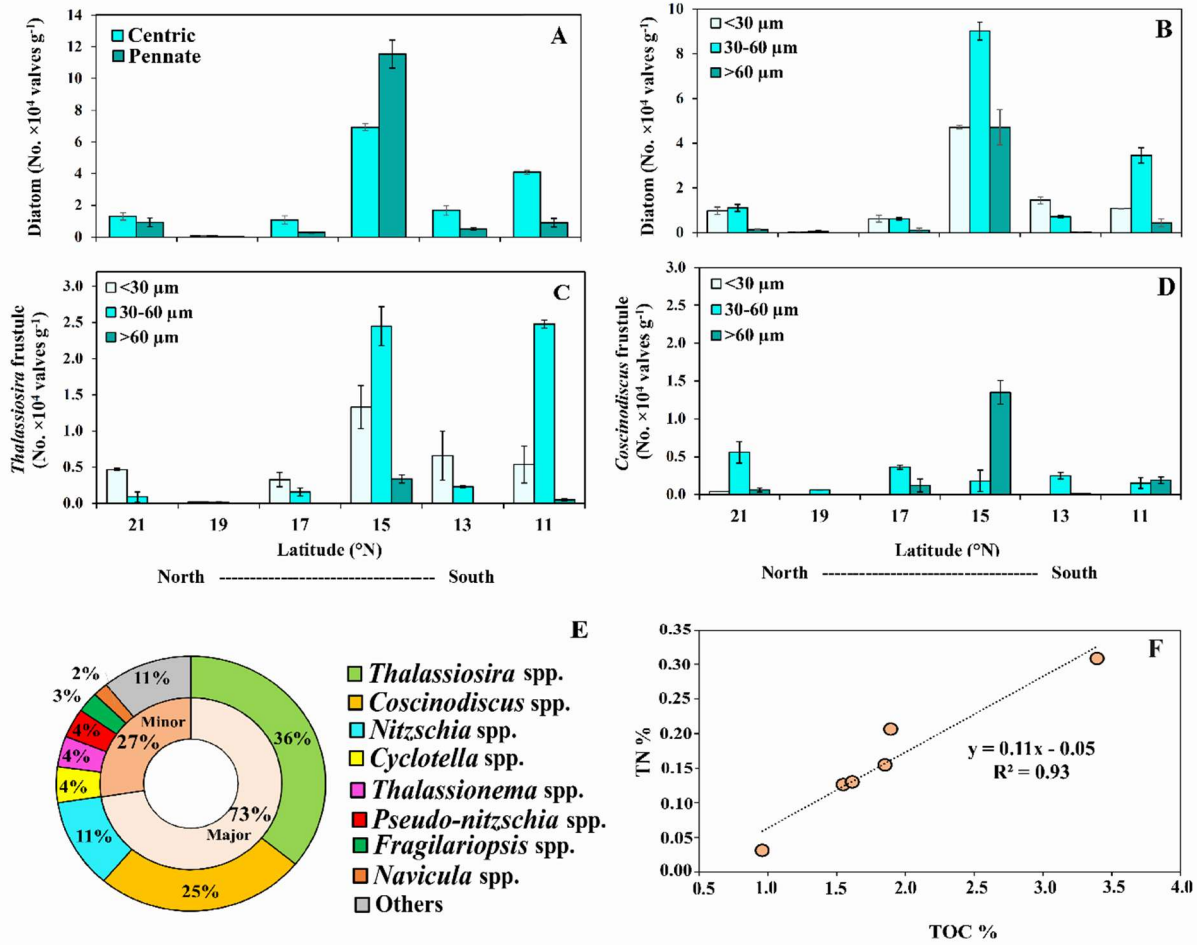 Diatom (No. ×10⁴ valves g⁻¹)
14
12
10
8
6
4
2
0
Centric
Pennate
A
Diatom (No. ×10⁴ valves g⁻¹)
10
8
6
4
2
0
<30 µm
30-60 µm
>60 µm
B
Thalassiosira frustule
(No. ×10⁴ valves g⁻¹)
3.0
2.5
2.0
1.5
1.0
0.5
0.0
<30 µm
30-60 µm
>60 µm
C
21 19 17 15 13 11
Latitude (°N)
North ------------------------------------ South
Coscinodiscus frustule
(No. ×10⁴ valves g⁻¹)
3.0
2.5
2.0
1.5
1.0
0.5
0.0
<30 µm
30-60 µm
>60 µm
D
21 19 17 15 13 11
Latitude (°N)
North ------------------------------------ South
E
36%
25%
11%
4%
4%
4%
3%
2%
11%
Minor
27%
73%
Major
Thalassiosira spp.
Coscinodiscus spp.
Nitzschia spp.
Cyclotella spp.
Thalassionema spp.
Pseudo-nitzschia spp.
Fragilariopsis spp.
Navicula spp.
Others
TN %
0.35
0.30
0.25
0.20
0.15
0.10
0.05
0.00
F
y = 0.11x - 0.05
R² = 0.93
0.5 1.0 1.5 2.0 2.5 3.0 3.5 4.0
TOC %